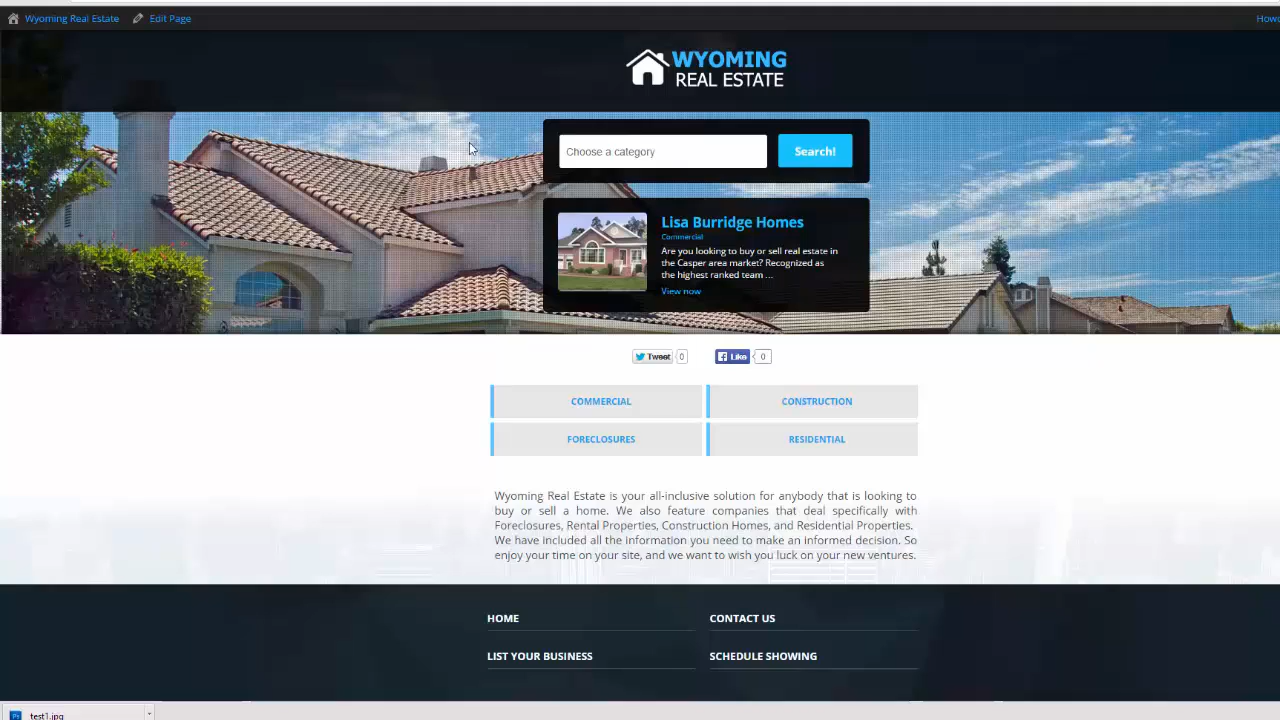 Wyoming Real Estate Edit Page
WYOMING
REAL ESTATE
Choose a category Search!
Lisa Burridge Homes
Commercial
Are you looking to buy or sell real estate in
the Casper area market? Recognized as
the highest ranked team ...
View now
Tweet 0 Like 0
COMMERCIAL CONSTRUCTION
FORECLOSURES RESIDENTIAL
Wyoming Real Estate is your all-inclusive solution for anybody that is looking to
buy or sell a home. We also feature companies that deal specifically with
Foreclosures, Rental Properties, Construction Homes, and Residential Properties.
We have included all the information you need to make an informed decision. So
enjoy your time on your site, and we want to wish you luck on your new ventures.
HOME CONTACT US
LIST YOUR BUSINESS SCHEDULE SHOWING
test1.jpg